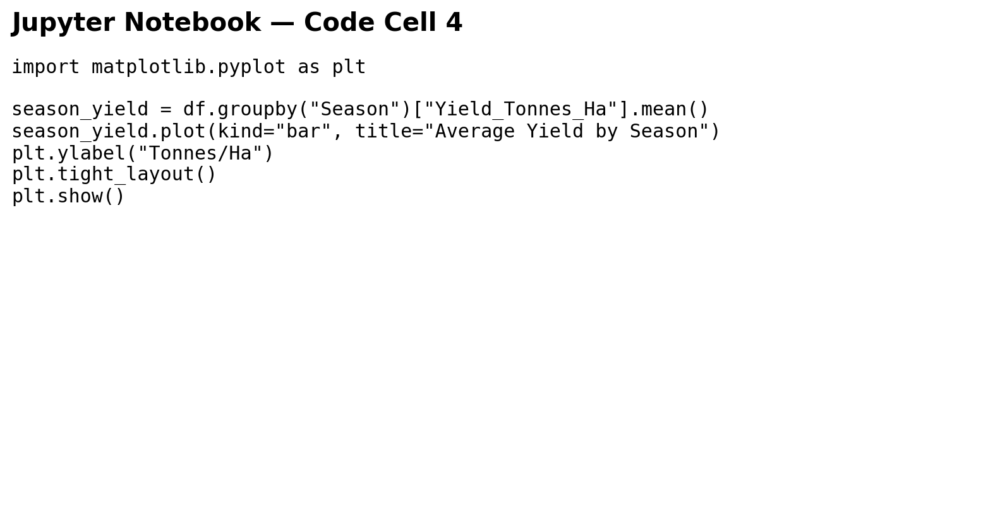 Jupyter Notebook — Code Cell 4
import matplotlib.pyplot as plt
season_yield = df.groupby("Season")["Yield_Tonnes_Ha"].mean()
season_yield.plot(kind="bar", title="Average Yield by Season")
plt.ylabel("Tonnes/Ha")
plt.tight_layout()
plt.show()